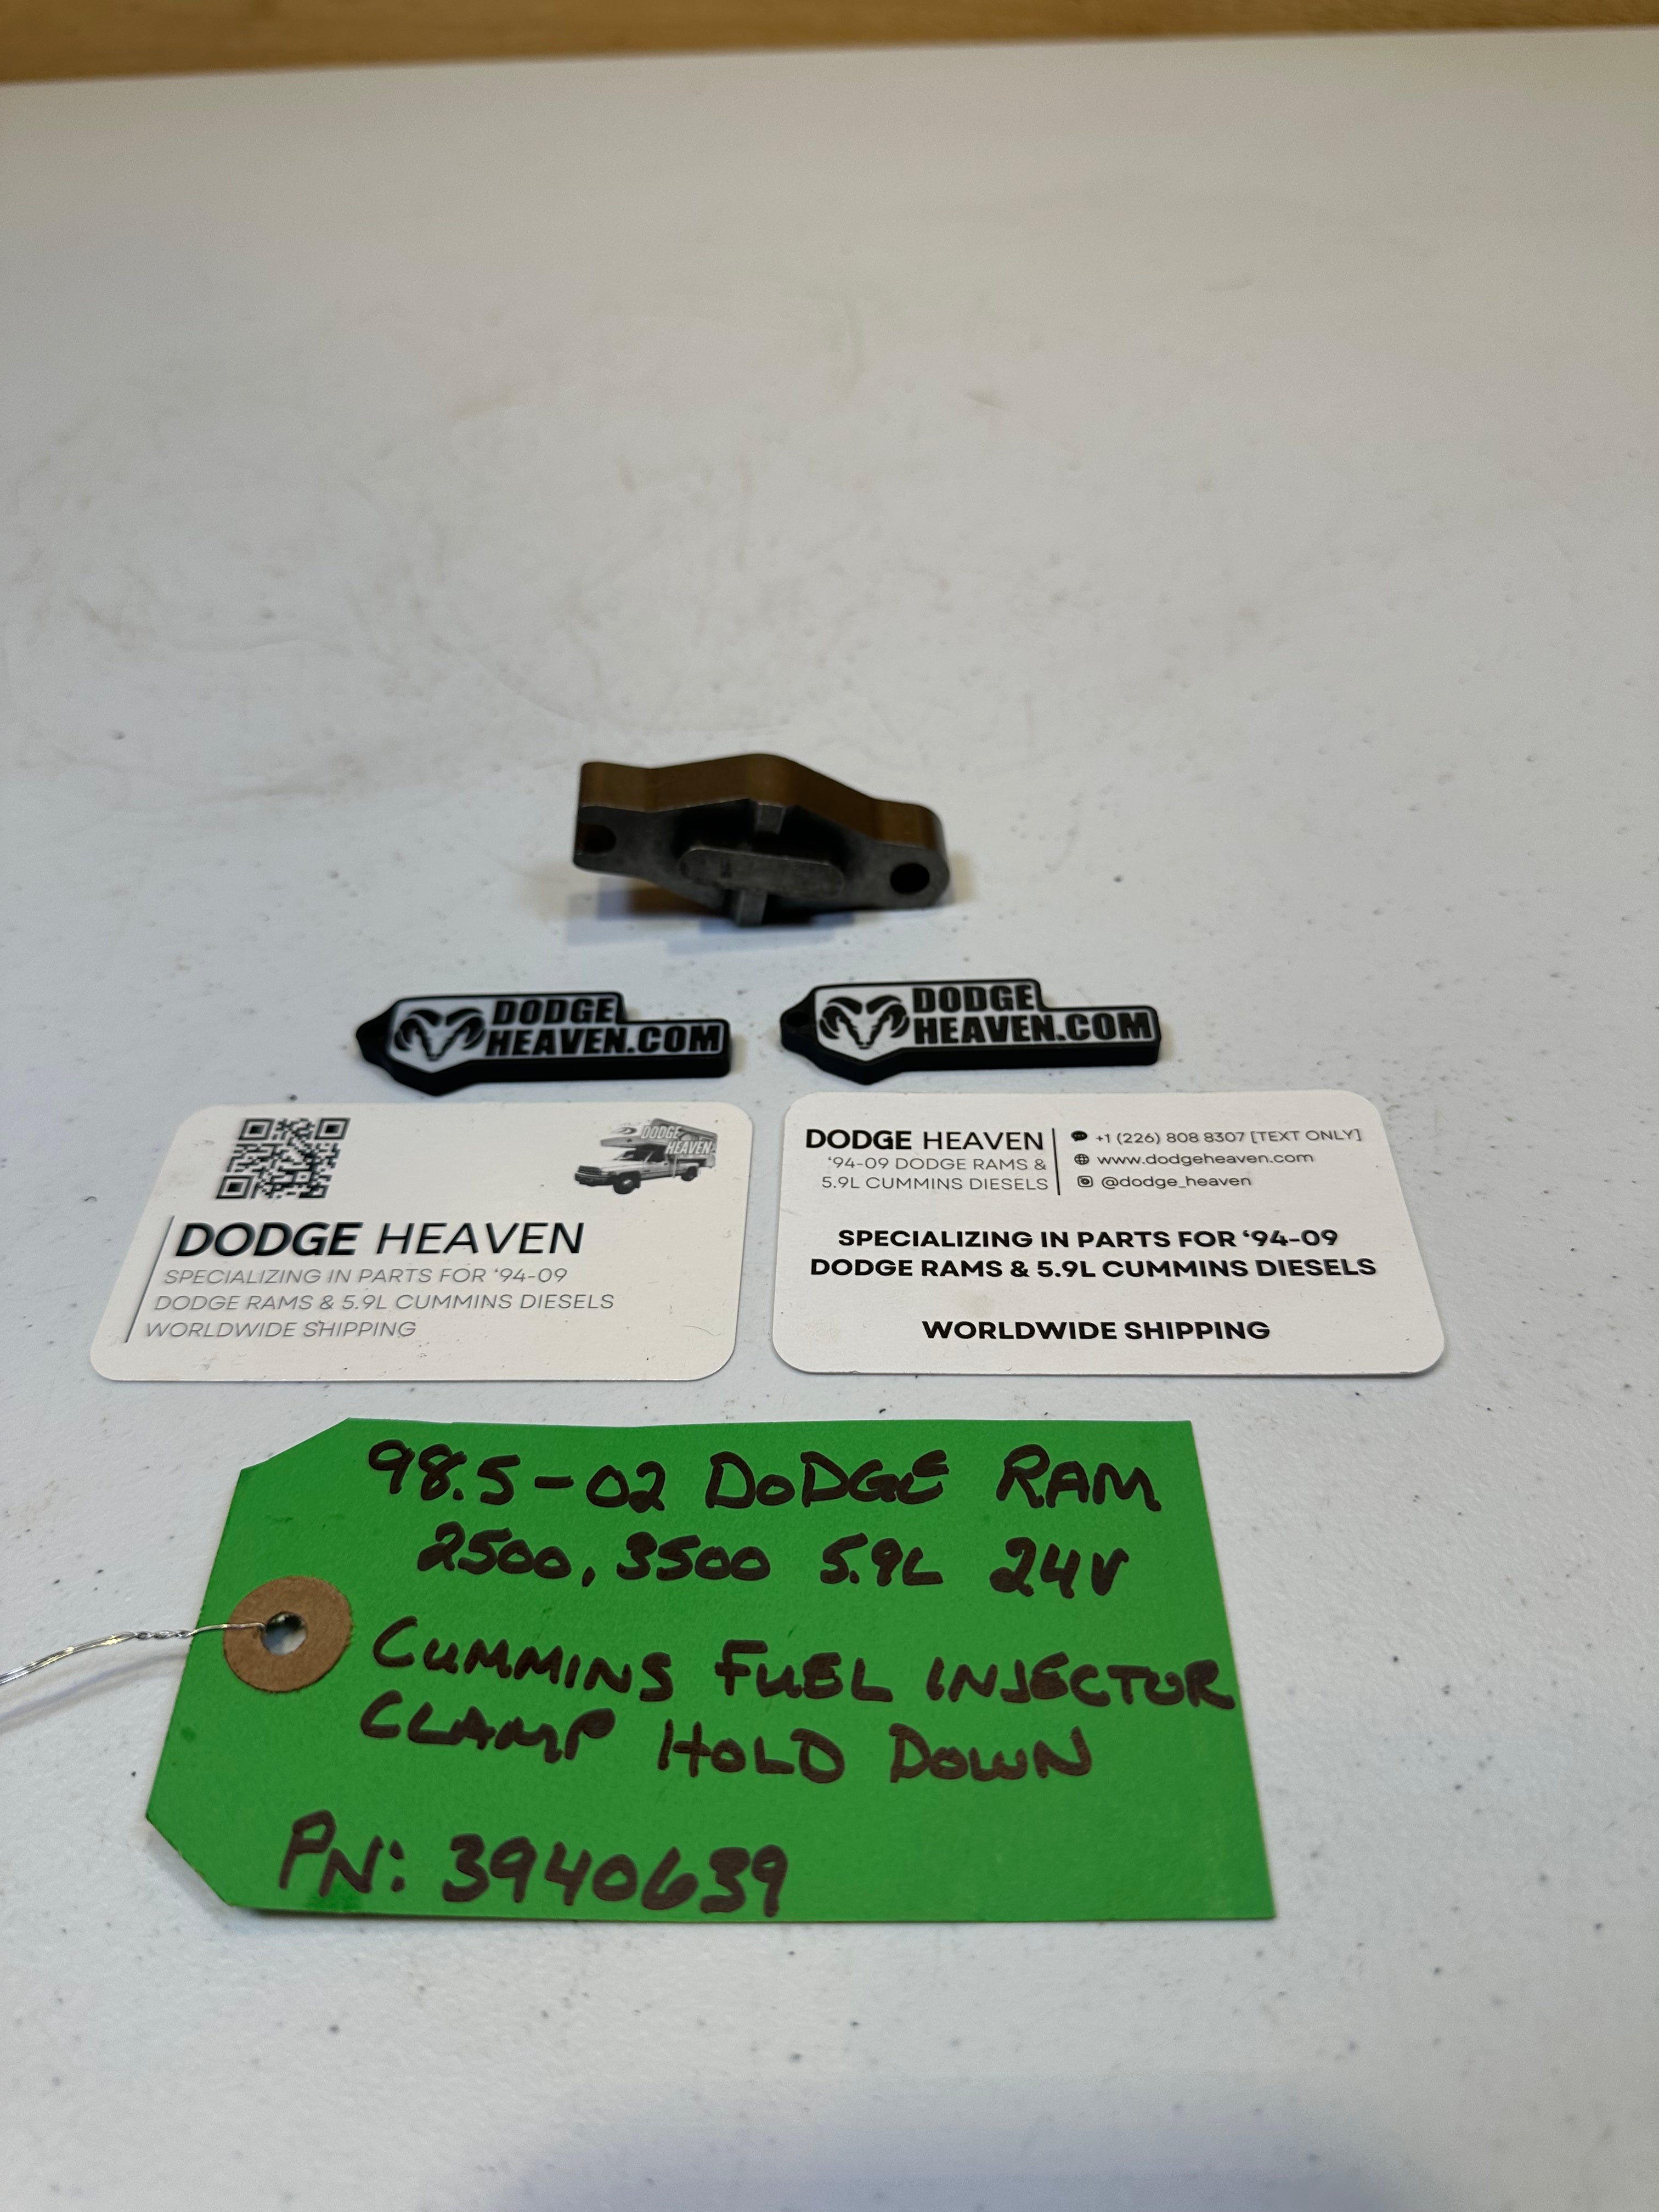 DODGE
HEAVEN.COM
DODGE
HEAVEN.COM
DODGE
HEAVEN
DODGE HEAVEN
SPECIALIZING IN PARTS FOR ‘94-09
DODGE RAMS & 5.9L CUMMINS DIESELS
WORLDWIDE SHIPPING
DODGE HEAVEN
‘94-09 DODGE RAMS &
5.9L CUMMINS DIESELS
+1 (226) 808 8307 [TEXT ONLY]
www.dodgeheaven.com
@dodge_heaven
SPECIALIZING IN PARTS FOR ‘94-09
DODGE RAMS & 5.9L CUMMINS DIESELS
WORLDWIDE SHIPPING
98.5-02 DODGE RAM
2500, 3500 5.9L 24V
CUMMINS FUEL INJECTOR
CLAMP HOLD DOWN
PN: 3940639